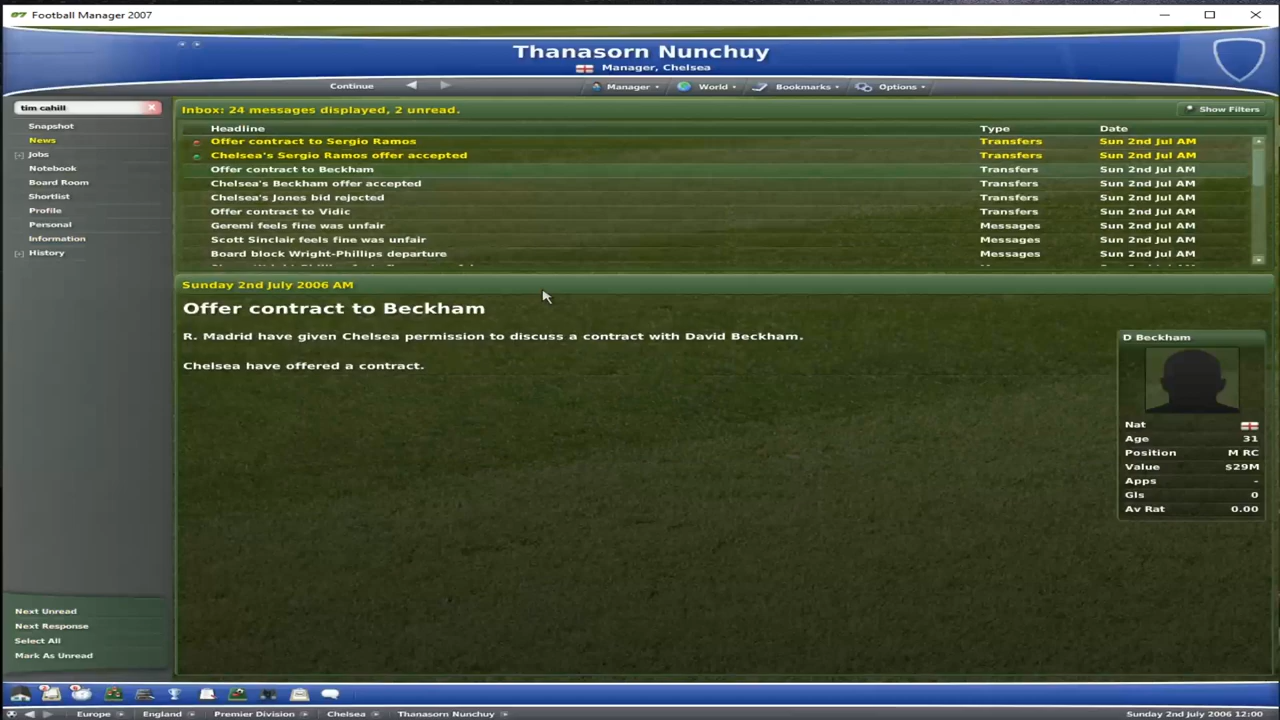 Football Manager 2007
Thanasorn Nunchuy
Manager, Chelsea
Continue
Manager
World
Bookmarks
Options
tim cahill
Snapshot
News
Jobs
Notebook
Board Room
Shortlist
Profile
Personal
Information
History
Inbox: 24 messages displayed, 2 unread.
Show Filters
Headline Type Date
Offer contract to Sergio Ramos Transfers Sun 2nd Jul AM
Chelsea's Sergio Ramos offer accepted Transfers Sun 2nd Jul AM
Offer contract to Beckham Transfers Sun 2nd Jul AM
Chelsea's Beckham offer accepted Transfers Sun 2nd Jul AM
Chelsea's Jones bid rejected Transfers Sun 2nd Jul AM
Offer contract to Vidic Transfers Sun 2nd Jul AM
Geremi feels fine was unfair Messages Sun 2nd Jul AM
Scott Sinclair feels fine was unfair Messages Sun 2nd Jul AM
Board block Wright-Phillips departure Messages Sun 2nd Jul AM
Sunday 2nd July 2006 AM
Offer contract to Beckham
R. Madrid have given Chelsea permission to discuss a contract with David Beckham.
Chelsea have offered a contract.
D Beckham
Nat
Age 31
Position M RC
Value $29M
Apps -
Gls 0
Av Rat 0.00
Next Unread
Next Response
Select All
Mark As Unread
Europe England Premier Division Chelsea Thanasorn Nunchuy Sunday 2nd July 2006 12:00